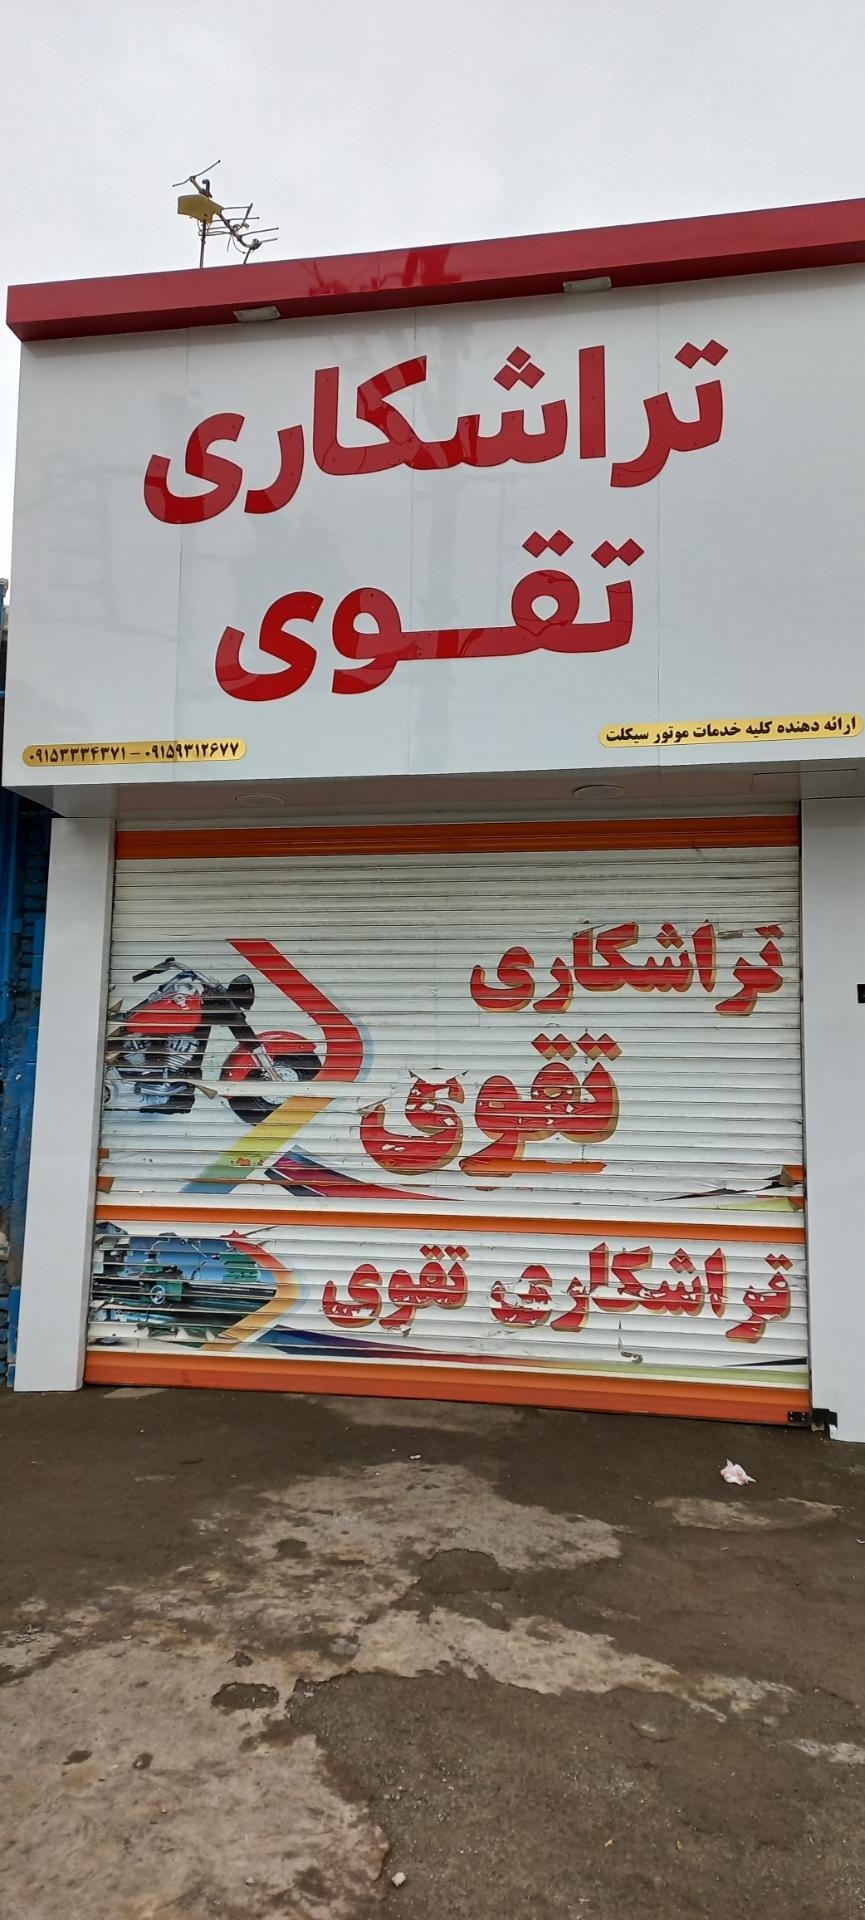 تراشکاری
تقوی
ارائه دهنده کلیه خدمات موتور سیکلت
۰۹۱۵۳۳۳۴۳۷۱ - ۰۹۱۵۹۳۱۲۶۷۷
تراشکاری
تقوی
تراشکاری تقوی